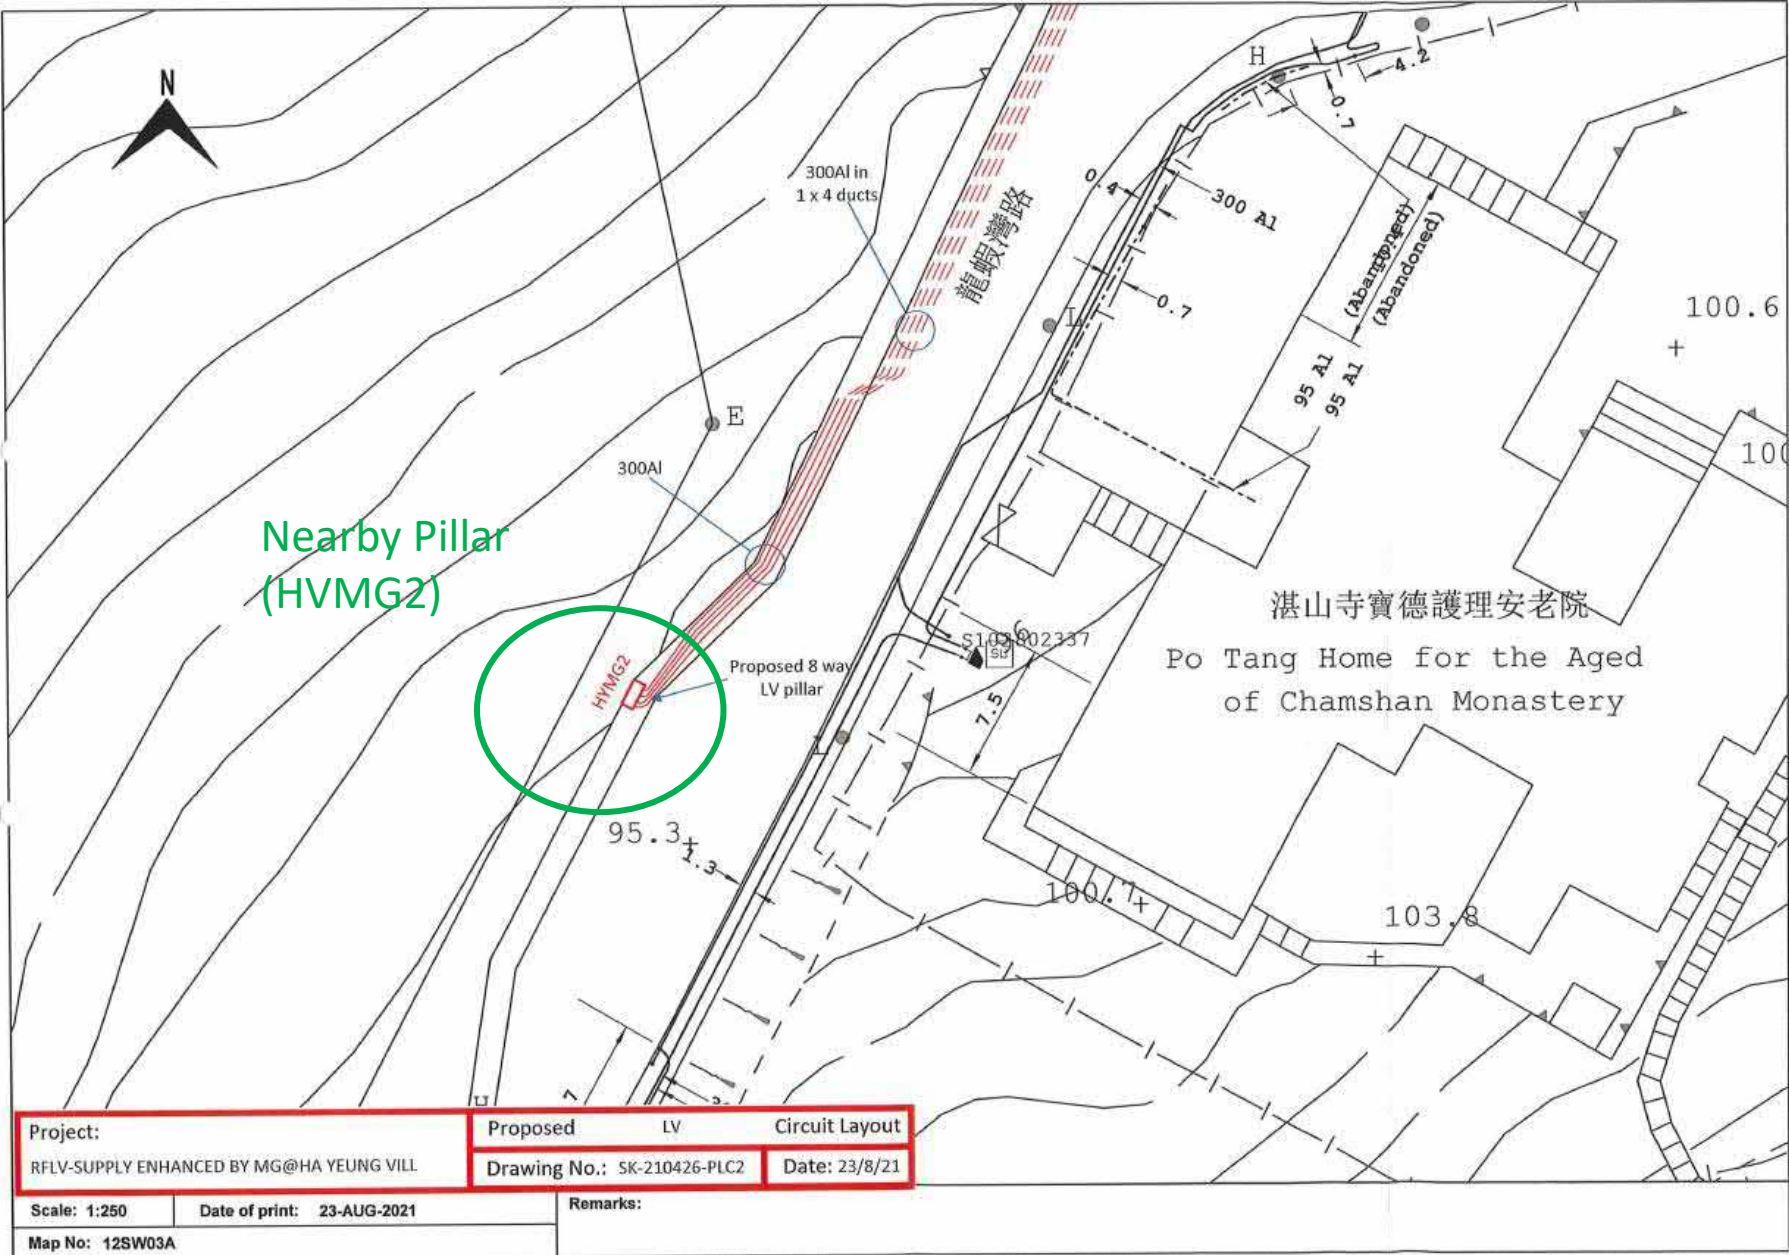 N
H
4.2
0.7
300Al in
1 x 4 ducts
0.4
300 Al
龍蝦灣路
(Abandoned)
(Abandoned)
0.7
100.6
L
95 Al
95 Al
E
300Al
100
Nearby Pillar
(HVMG2)
湛山寺寶德護理安老院
S103802337
Po Tang Home for the Aged
of Chamshan Monastery
HYMG2
Proposed 8 way
LV pillar
7.5
L
95.3
1.3
100.7
103.8
H
7
Project:
RFLV-SUPPLY ENHANCED BY MG@HA YEUNG VILL
Proposed LV Circuit Layout
Drawing No.: SK-210426-PLC2
Date: 23/8/21
Scale: 1:250
Date of print: 23-AUG-2021
Remarks:
Map No: 12SW03A